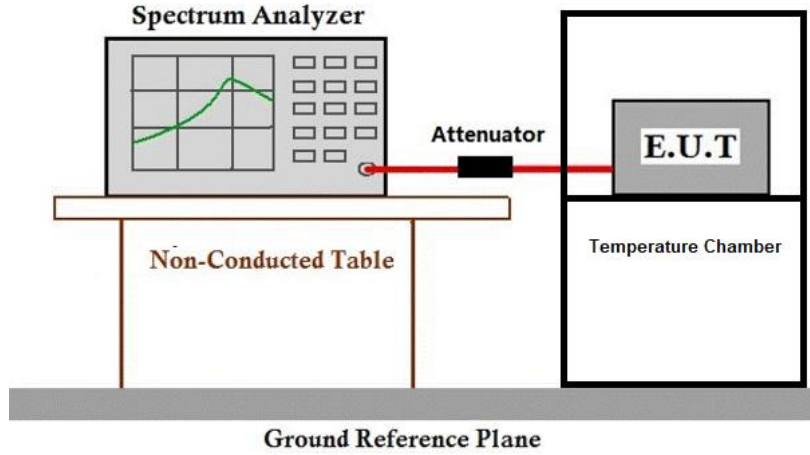 Spectrum Analyzer
Attenuator
E.U.T
Temperature Chamber
Non-Conducted Table
Ground Reference Plane